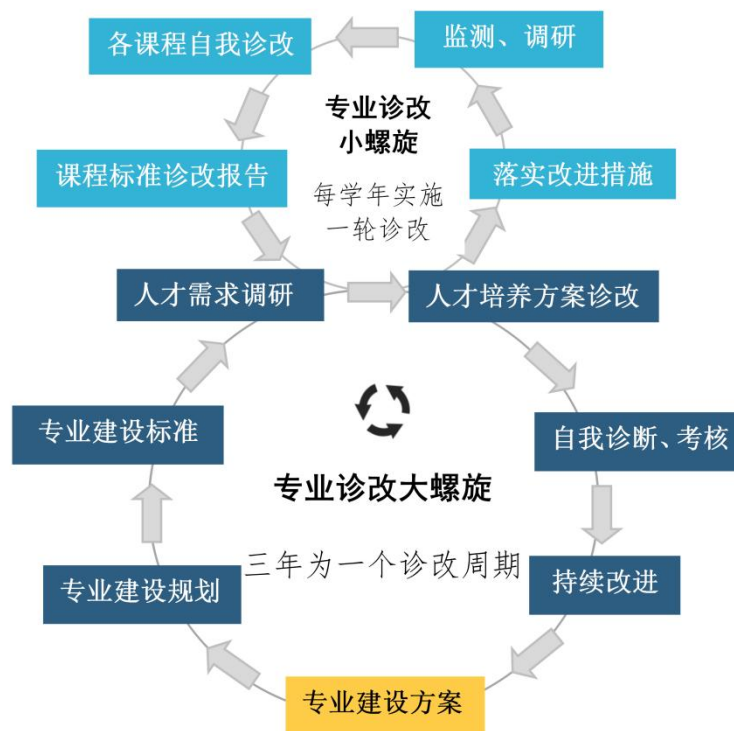 各课程自我诊改
监测、调研
专业诊改
小螺旋
课程标准诊改报告
落实改进措施
每学年实施
一轮诊改
人才需求调研
人才培养方案诊改
专业建设标准
自我诊断、考核
专业诊改大螺旋
三年为一个诊改周期
专业建设规划
持续改进
专业建设方案